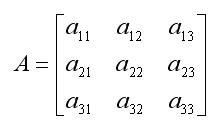 a₁₁ a₁₂ a₁₃
A = a₂₁ a₂₂ a₂₃
a₃₁ a₃₂ a₃₃